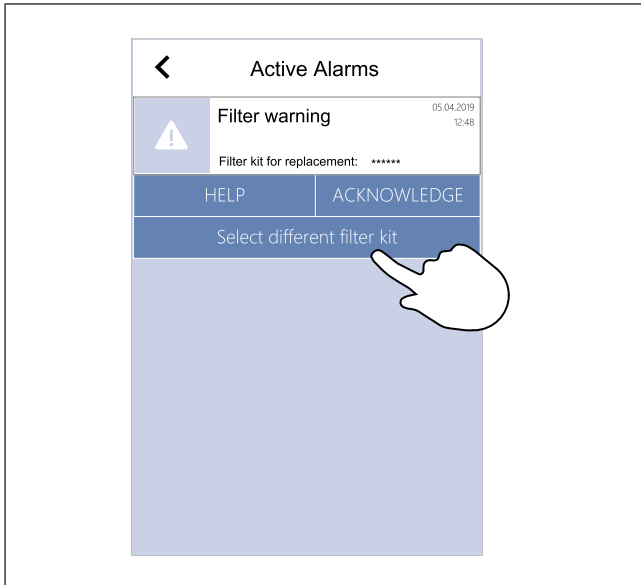 Active Alarms
Filter warning
05.04.2019
12:48
Filter kit for replacement: ******
HELP
ACKNOWLEDGE
Select different filter kit